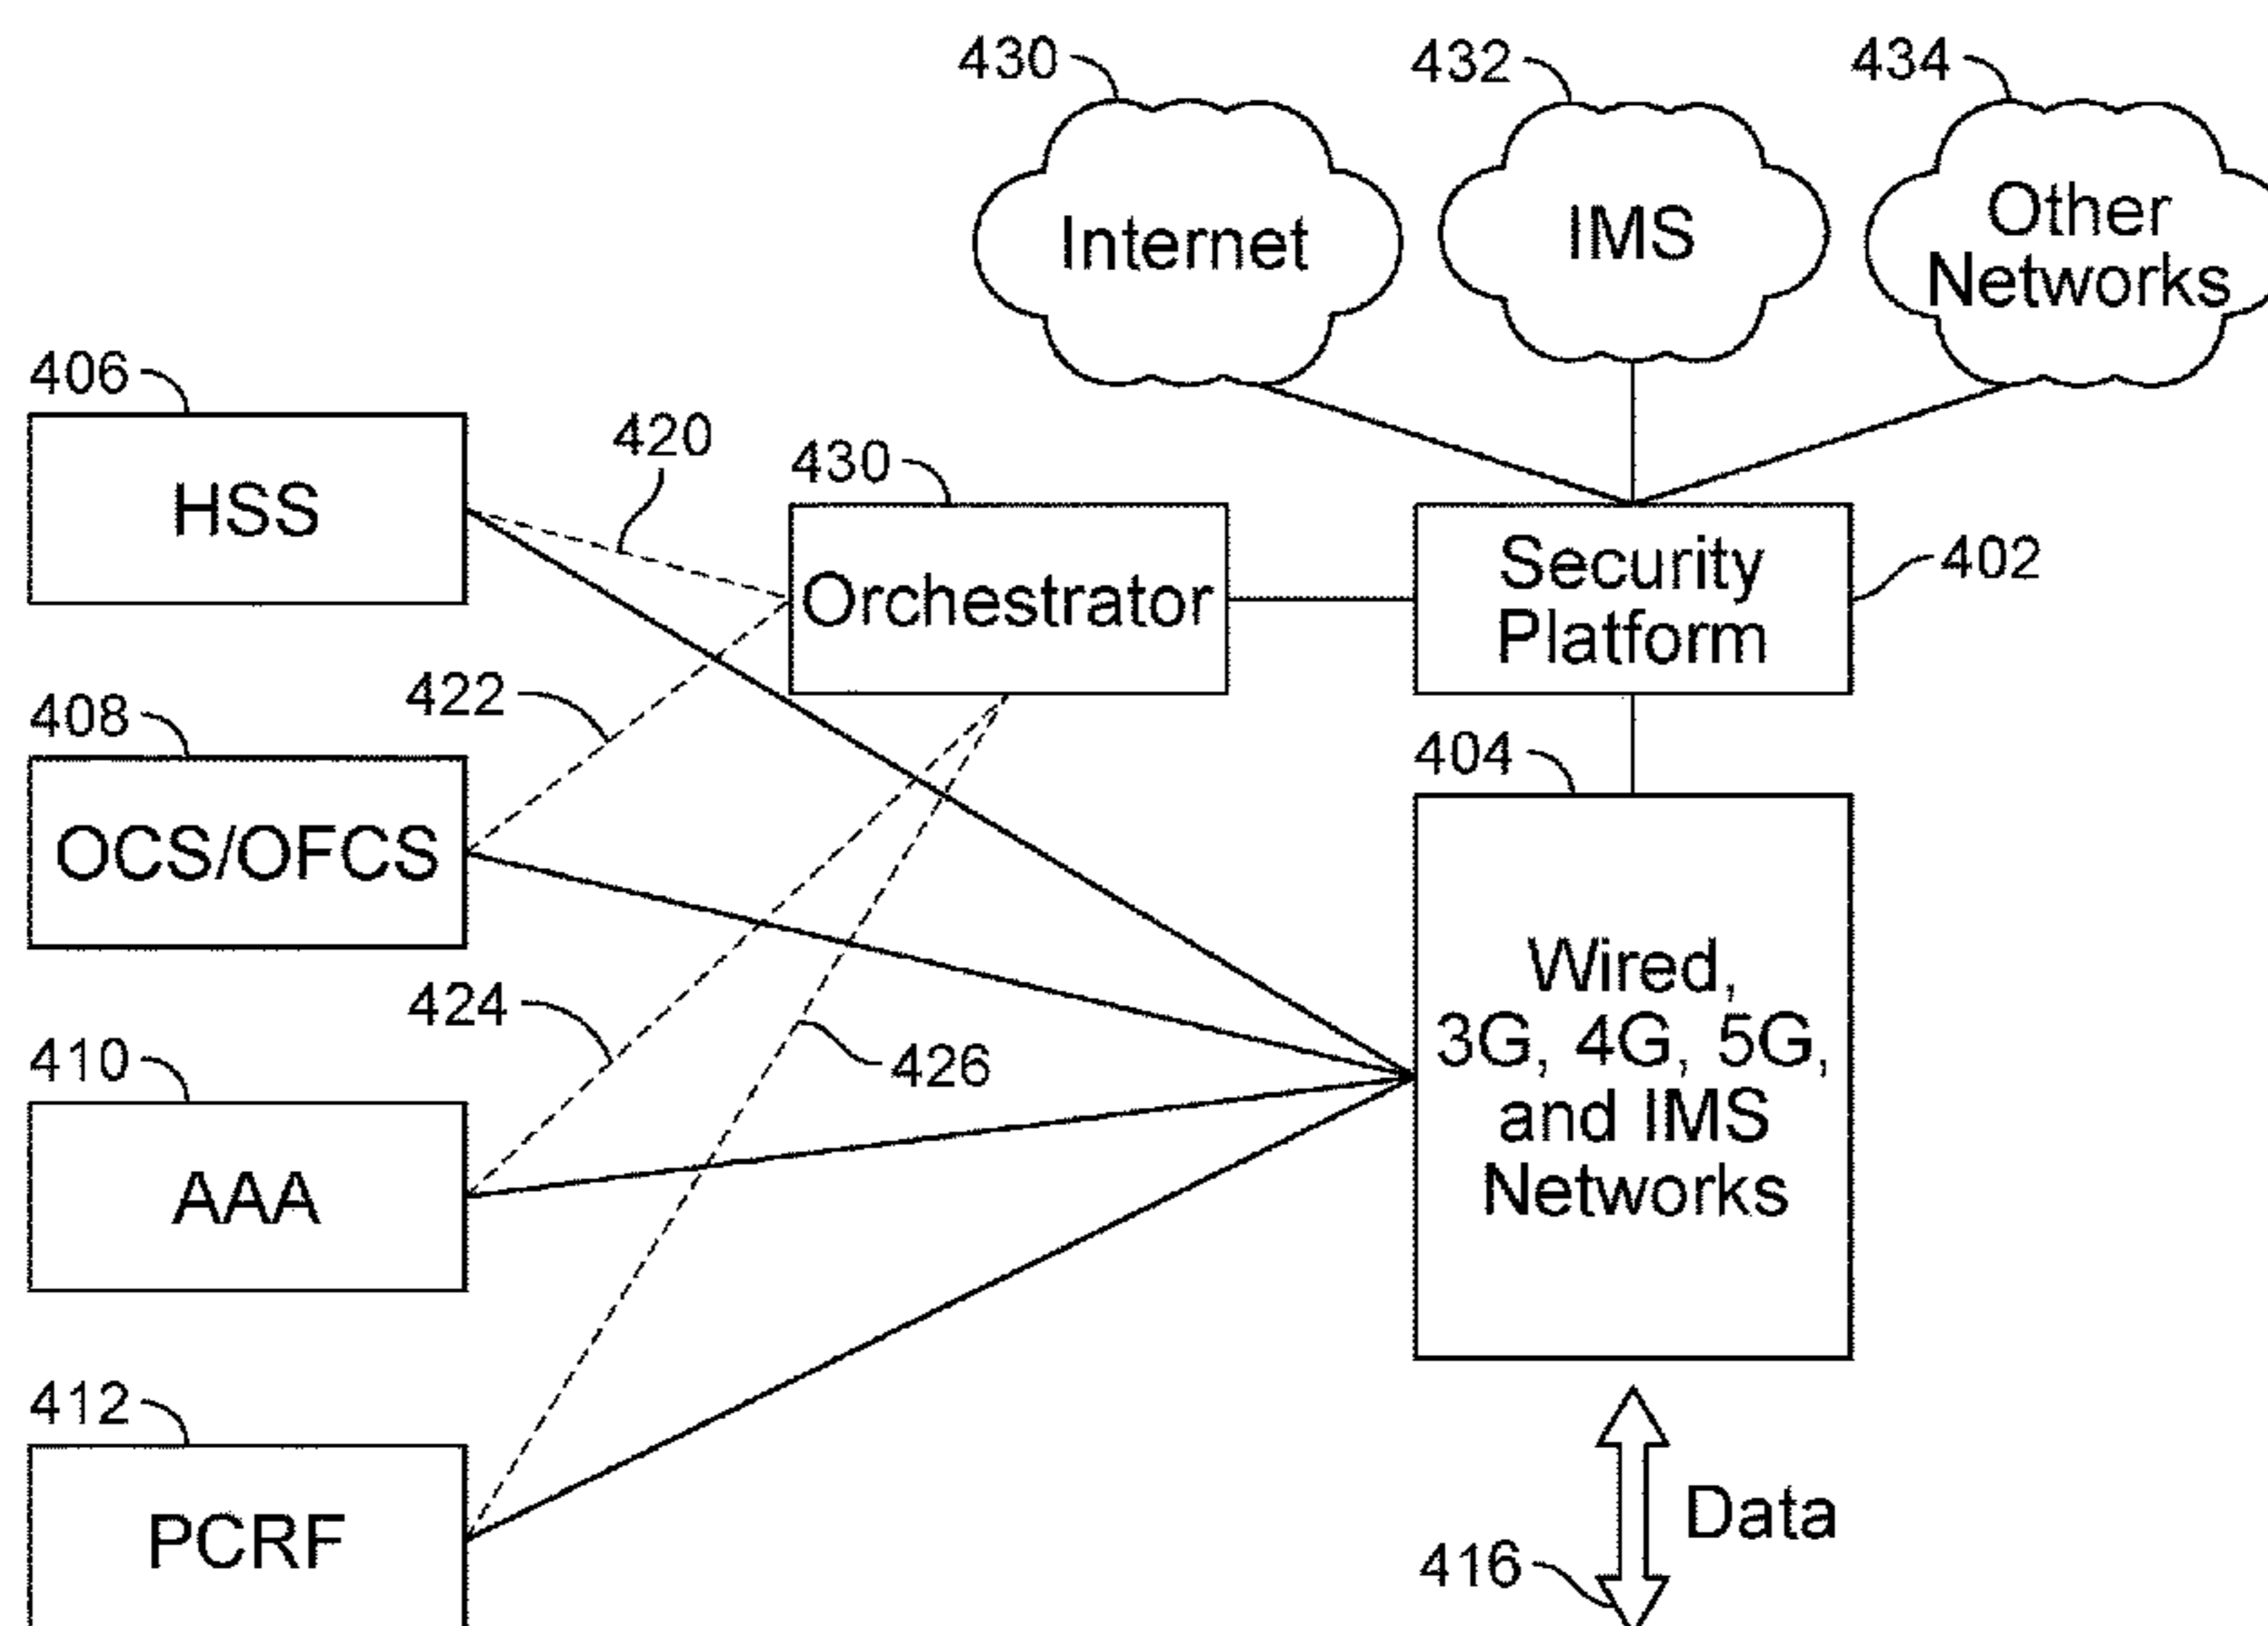 430
432
434
Internet
IMS
Other
Networks
406
HSS
420
430
Orchestrator
Security
Platform
402
422
408
OCS/OFCS
404
Wired,
3G, 4G, 5G,
and IMS
Networks
424
426
410
AAA
412
PCRF
Data
416